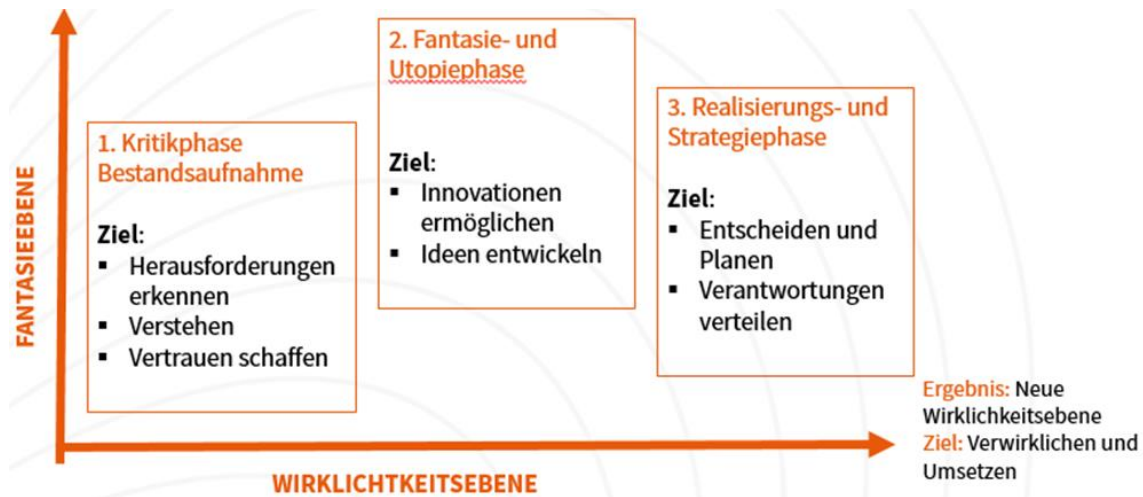 FANTASIEEBENE
1. Kritikphase
Bestandsaufnahme
Ziel:
▪ Herausforderungen
erkennen
▪ Verstehen
▪ Vertrauen schaffen
2. Fantasie- und
Utopiephase
Ziel:
▪ Innovationen
ermöglichen
▪ Ideen entwickeln
3. Realisierungs- und
Strategiephase
Ziel:
▪ Entscheiden und
Planen
▪ Verantwortungen
verteilen
Ergebnis: Neue
Wirklichkeitsebene
Ziel: Verwirklichen und
Umsetzen
WIRKLICHTKEITSEBENE